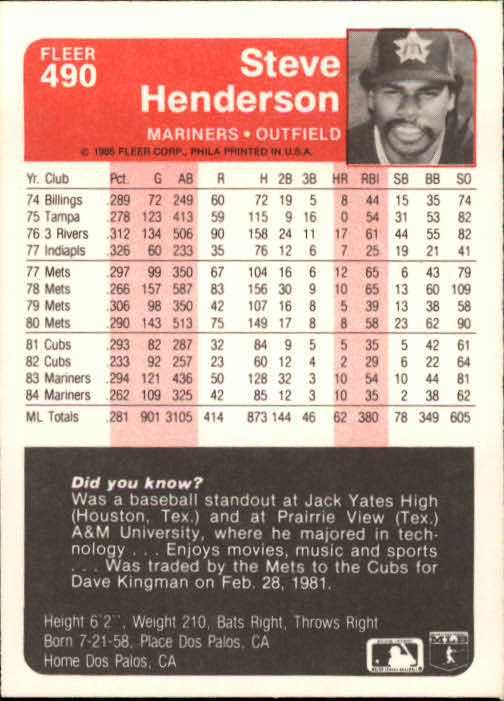 FLEER
490
Steve
Henderson
MARINERS • OUTFIELD
© 1985 FLEER CORP., PHILA PRINTED IN U.S.A.
Yr. Club Pct. G AB R H 2B 3B HR RBI SB BB SO
74 Billings .289 72 249 60 72 19 5 8 44 15 35 74
75 Tampa .278 123 413 59 115 9 16 0 54 31 53 82
76 3 Rivers .312 134 506 90 158 24 11 17 61 44 55 82
77 Indiapls .326 60 233 35 76 12 6 7 25 19 21 41
77 Mets .297 99 350 67 104 16 6 12 65 6 43 79
78 Mets .266 157 587 83 156 30 9 10 65 13 60 109
79 Mets .306 98 350 42 107 16 8 5 39 13 38 58
80 Mets .290 143 513 75 149 17 8 8 58 23 62 90
81 Cubs .293 82 287 32 84 9 5 5 35 5 42 61
82 Cubs .233 92 257 23 60 12 4 2 29 6 22 64
83 Mariners .294 121 436 50 128 32 3 10 54 10 44 81
84 Mariners .262 109 325 42 85 12 3 10 35 2 38 62
ML Totals .281 901 3105 414 873 144 46 62 380 78 349 605
Did you know?
Was a baseball standout at Jack Yates High
(Houston, Tex.) and at Prairrie View (Tex.)
A&M University, where he majored in tech-
nology . . . Enjoys movies, music and sports
. . . Was traded by the Mets to the Cubs for
Dave Kingman on Feb. 28, 1981.
Height 6'2", Weight 210, Bats Right, Throws Right
Born 7-21-58, Place Dos Palos, CA
Home Dos Palos, CA